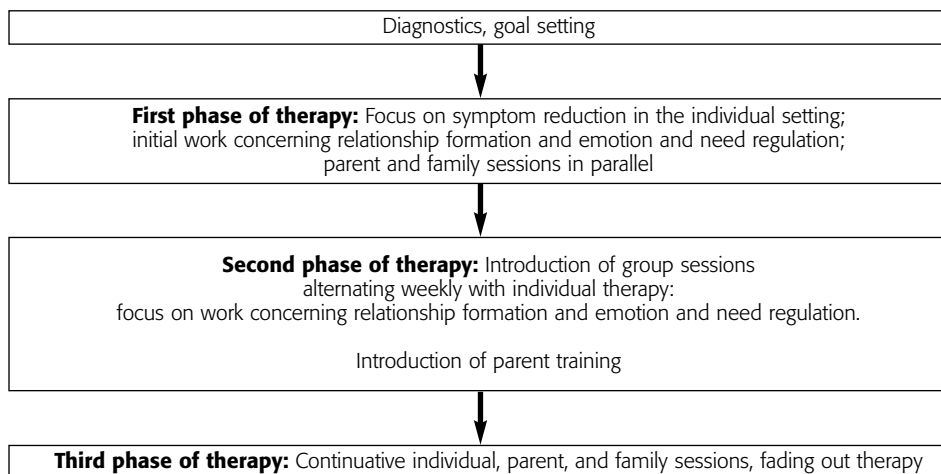 Diagnostics, goal setting
First phase of therapy: Focus on symptom reduction in the individual setting;
initial work concerning relationship formation and emotion and need regulation;
parent and family sessions in parallel
Second phase of therapy: Introduction of group sessions
alternating weekly with individual therapy:
focus on work concerning relationship formation and emotion and need regulation.
Introduction of parent training
Third phase of therapy: Continuative individual, parent, and family sessions, fading out therapy